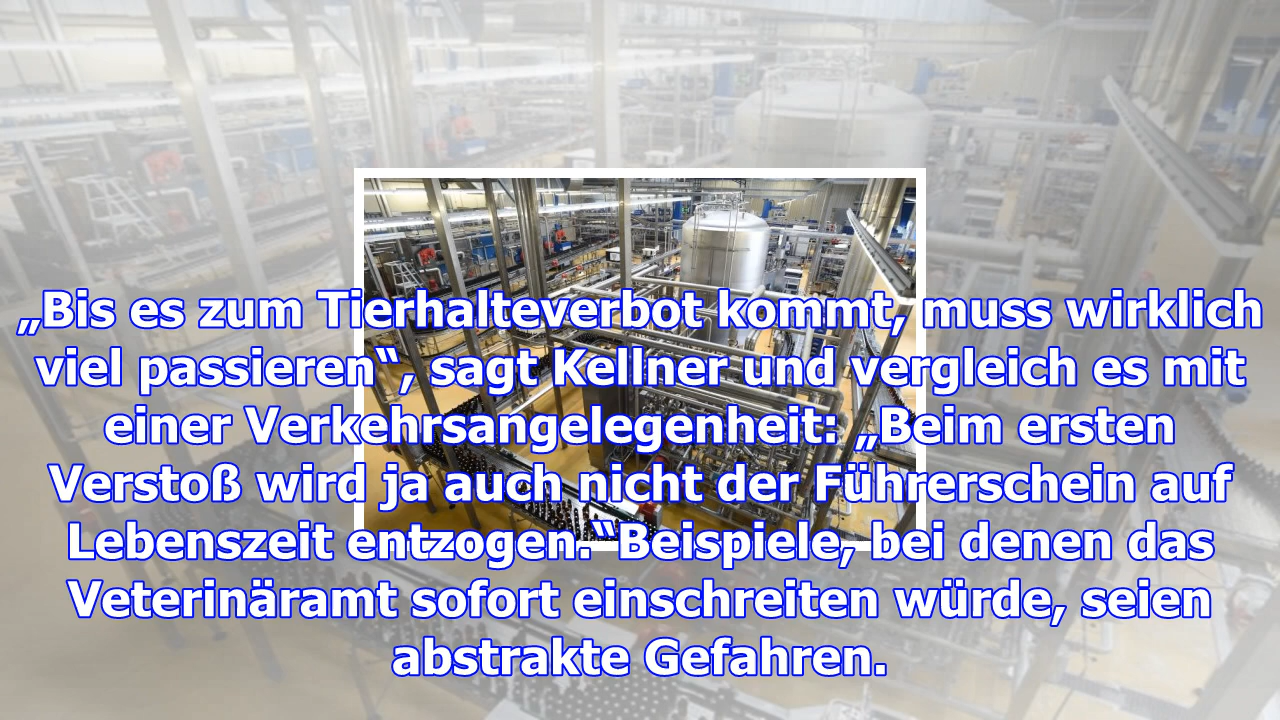 „Bis es zum Tierhalteverbot kommt, muss wirklich
viel passieren“, sagt Kellner und vergleich es mit
einer Verkehrsangelegenheit: „Beim ersten
Verstoß wird ja auch nicht der Führerschein auf
Lebenszeit entzogen.“Beispiele, bei denen das
Veterinäramt sofort einschreiten würde, seien
abstrakte Gefahren.